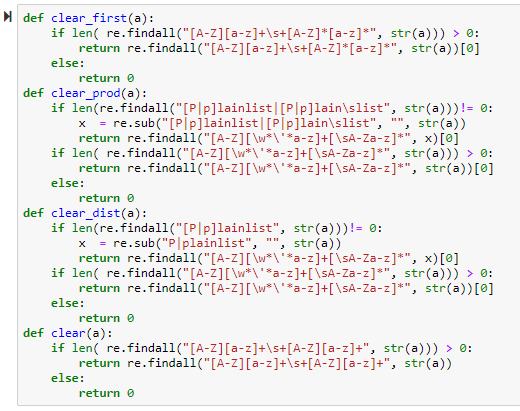 def clear_first(a):
    if len( re.findall("[A-Z][a-z]+\s+[A-Z]*[a-z]*", str(a))) > 0:
        return re.findall("[A-Z][a-z]+\s+[A-Z]*[a-z]*", str(a))[0]
    else:
        return 0
def clear_prod(a):
    if len(re.findall("[P|p]lainlist|[P|p]lain\slist", str(a)))!= 0:
        x  = re.sub("[P|p]lainlist|[P|p]lain\slist", "", str(a))
        return re.findall("[A-Z][\w*\'*a-z]+[\sA-Za-z]*", x)[0]
    if len( re.findall("[A-Z][\w*\'*a-z]+[\sA-Za-z]*", str(a))) > 0:
        return re.findall("[A-Z][\w*\'*a-z]+[\sA-Za-z]*", str(a))[0]
    else:
        return 0
def clear_dist(a):
    if len(re.findall("[P|p]lainlist", str(a)))!= 0:
        x  = re.sub("P|plainlist", "", str(a))
        return re.findall("[A-Z][\w*\'*a-z]+[\sA-Za-z]*", x)[0]
    if len( re.findall("[A-Z][\w*\'*a-z]+[\sA-Za-z]*", str(a))) > 0:
        return re.findall("[A-Z][\w*\'*a-z]+[\sA-Za-z]*", str(a))[0]
    else:
        return 0
def clear(a):
    if len( re.findall("[A-Z][a-z]+\s+[A-Z][a-z]+", str(a))) > 0:
        return re.findall("[A-Z][a-z]+\s+[A-Z][a-z]+", str(a))
    else:
        return 0